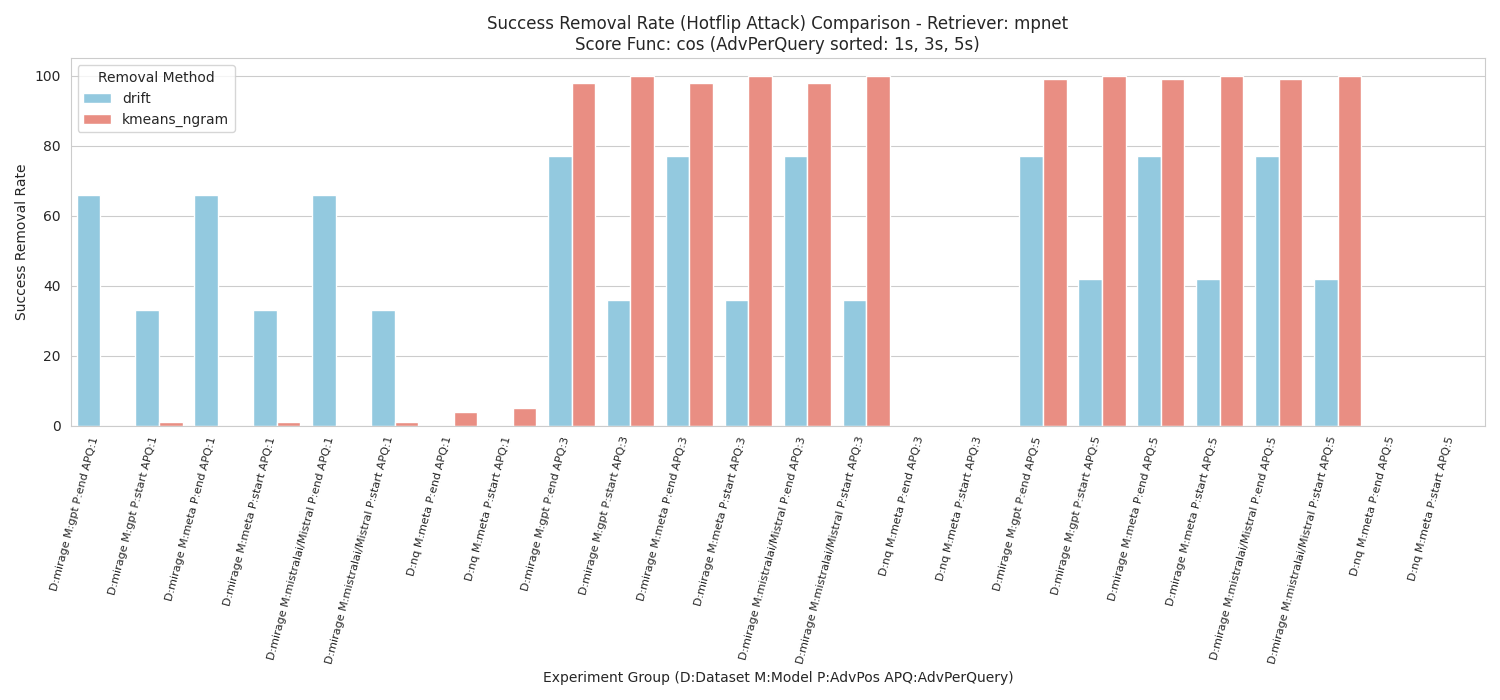 Success Removal Rate (Hotflip Attack) Comparison - Retriever: mpnet
Score Func: cos (AdvPerQuery sorted: 1s, 3s, 5s)
Removal Method
drift
kmeans_ngram
Success Removal Rate
100
80
60
40
20
0
D:mirage M:gpt P:end APQ:1
D:mirage M:gpt P:start APQ:1
D:mirage M:meta P:end APQ:1
D:mirage M:meta P:start APQ:1
D:mirage M:mistralai/Mistral P:end APQ:1
D:mirage M:mistralai/Mistral P:start APQ:1
D:nq M:meta P:end APQ:1
D:nq M:meta P:start APQ:1
D:mirage M:gpt P:end APQ:3
D:mirage M:gpt P:start APQ:3
D:mirage M:meta P:end APQ:3
D:mirage M:meta P:start APQ:3
D:mirage M:mistralai/Mistral P:end APQ:3
D:mirage M:mistralai/Mistral P:start APQ:3
D:nq M:meta P:end APQ:3
D:nq M:meta P:start APQ:3
D:mirage M:gpt P:end APQ:5
D:mirage M:gpt P:start APQ:5
D:mirage M:meta P:end APQ:5
D:mirage M:meta P:start APQ:5
D:mirage M:mistralai/Mistral P:end APQ:5
D:mirage M:mistralai/Mistral P:start APQ:5
D:nq M:meta P:end APQ:5
D:nq M:meta P:start APQ:5
Experiment Group (D:Dataset M:Model P:AdvPos APQ:AdvPerQuery)